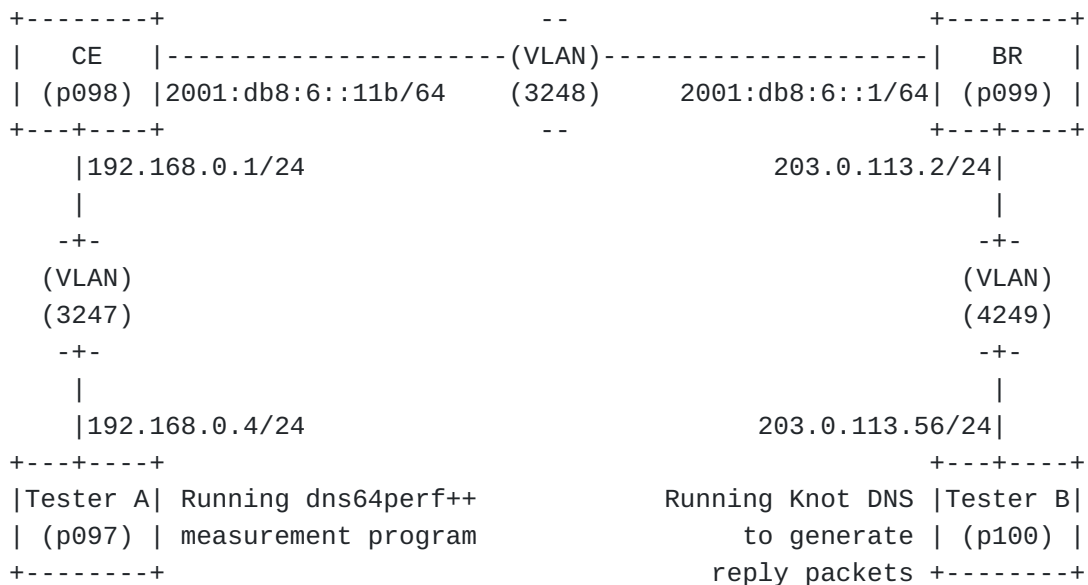 +--------+                       --                       +--------+
|   CE   |----------------------(VLAN)---------------------|   BR   |
| (p098) |2001:db8:6::11b/64    (3248)     2001:db8:6::1/64| (p099) |
+---+----+                       --                       +---+----+
    |192.168.0.1/24                               203.0.113.2/24|
    |                                                           |
   -+-                                                         -+-
  (VLAN)                                                      (VLAN)
  (3247)                                                      (4249)
   -+-                                                         -+-
    |                                                           |
    |192.168.0.4/24                              203.0.113.56/24|
+---+----+                                                +---+----+
|Tester A| Running dns64perf++            Running Knot DNS |Tester B|
| (p097) | measurement program                 to generate | (p100) |
+--------+                                   reply packets +--------+